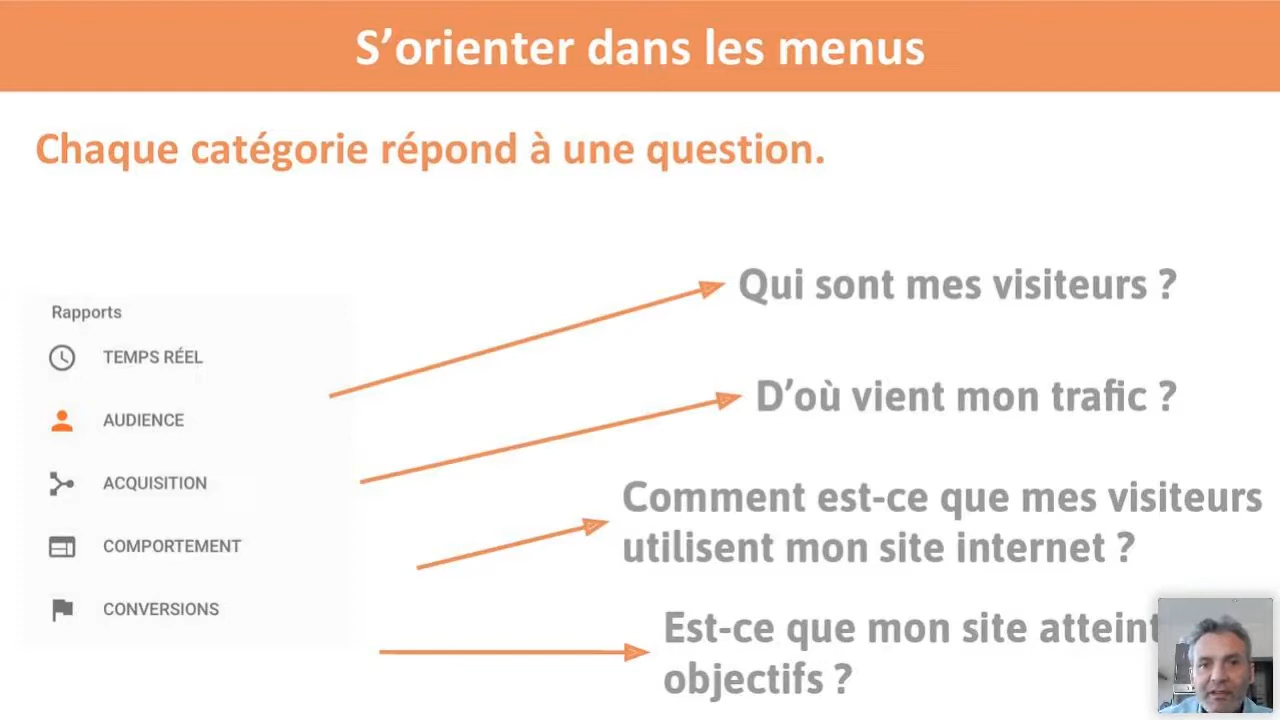 S’orienter dans les menus
Chaque catégorie répond à une question.
Rapports
TEMPS RÉEL
AUDIENCE
ACQUISITION
COMPORTEMENT
CONVERSIONS
Qui sont mes visiteurs ?
D’où vient mon trafic ?
Comment est-ce que mes visiteurs
utilisent mon site internet ?
Est-ce que mon site atteint
objectifs ?